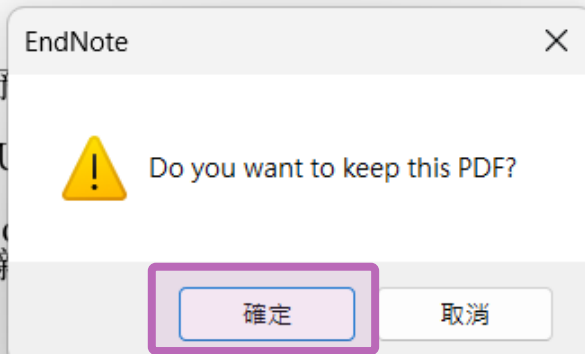 EndNote
Do you want to keep this PDF?
確定
取消